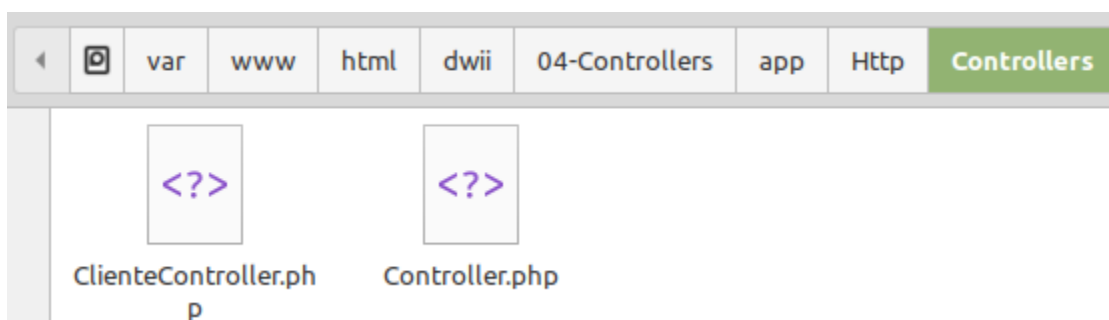 var www html dwii 04-Controllers app Http Controllers
<?> <?>
ClienteController.ph Controller.php
p